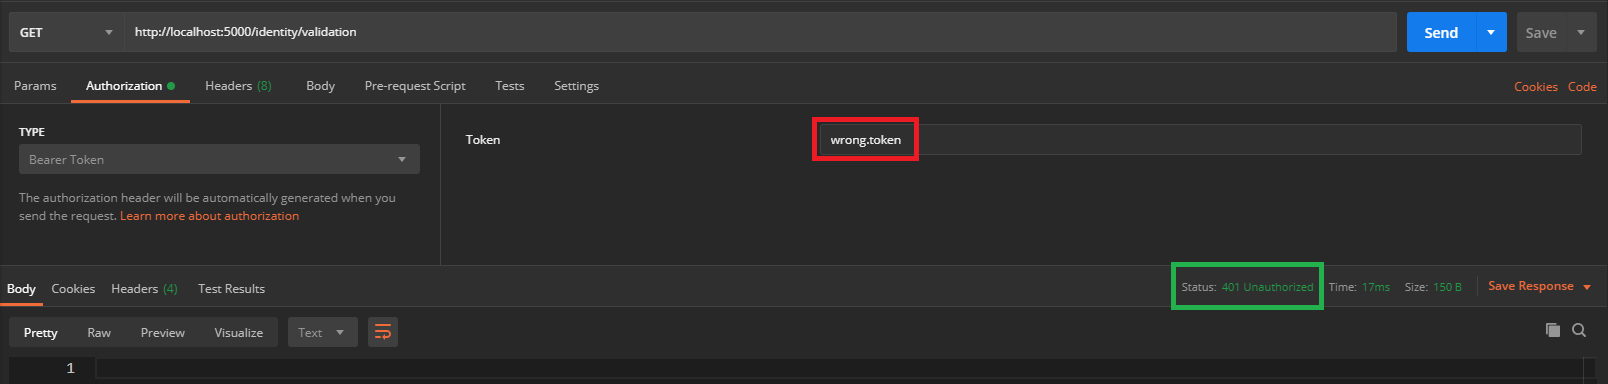 GET http://localhost:5000/identity/validation Send Save
Params Authorization Headers (8) Body Pre-request Script Tests Settings Cookies Code
TYPE
Bearer Token
The authorization header will be automatically generated when you
send the request. Learn more about authorization
Token wrong.token
Body Cookies Headers (4) Test Results Status: 401 Unauthorized Time: 17ms Size: 150 B Save Response
Pretty Raw Preview Visualize Text
1